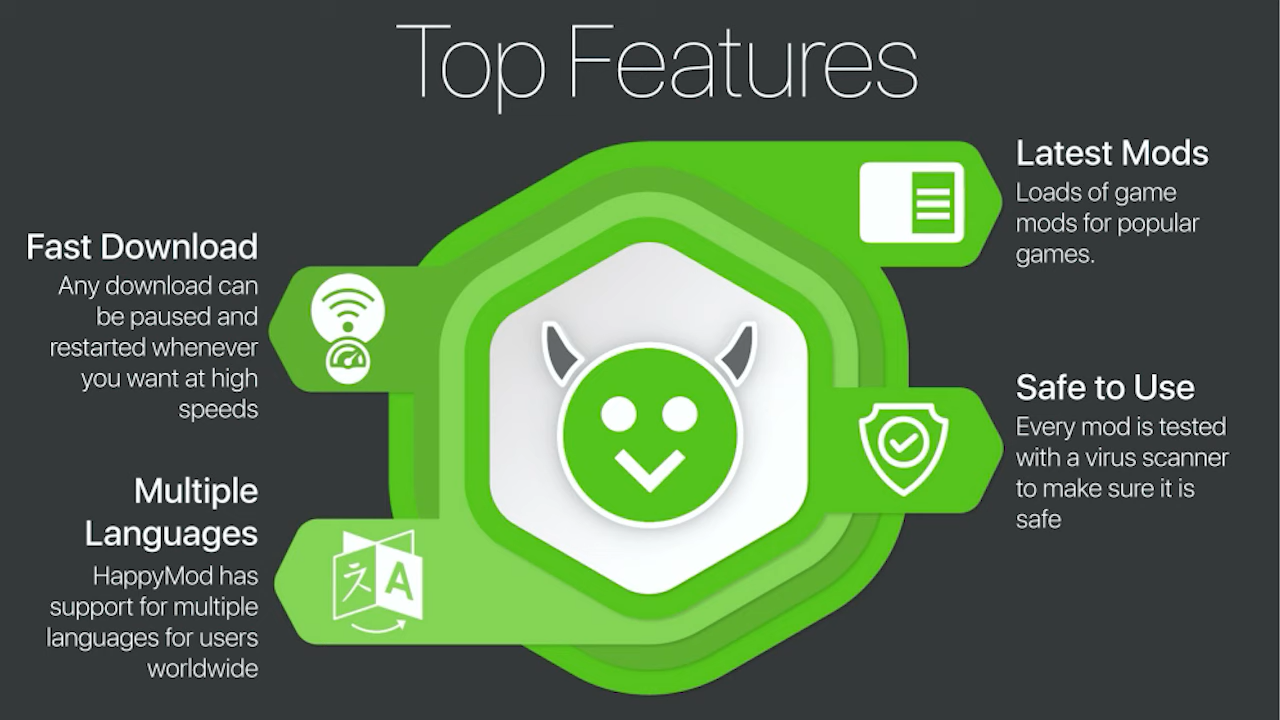 Top Features
Fast Download
Any download can
be paused and
restarted whenever
you want at high
speeds
Multiple
Languages
HappyMod has
support for multiple
languages for users
worldwide
Latest Mods
Loads of game
mods for popular
games.
Safe to Use
Every mod is tested
with a virus scanner
to make sure it is
safe
A